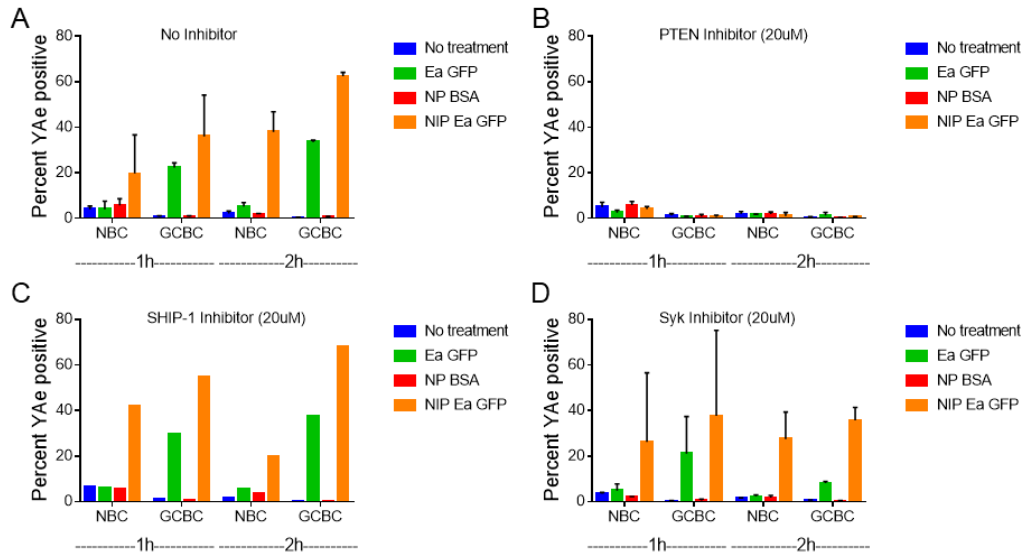 A
No Inhibitor
Percent YAe positive
80
60
40
20
0
NBC GCBC NBC GCBC
------------1h------------ ------------2h------------
No treatment
Ea GFP
NP BSA
NIP Ea GFP
B
PTEN Inhibitor (20uM)
Percent YAe positive
80
60
40
20
0
NBC GCBC NBC GCBC
------------1h------------ ------------2h------------
No treatment
Ea GFP
NP BSA
NIP Ea GFP
C
SHIP-1 Inhibitor (20uM)
Percent YAe positive
80
60
40
20
0
NBC GCBC NBC GCBC
------------1h------------ ------------2h------------
No treatment
Ea GFP
NP BSA
NIP Ea GFP
D
Syk Inhibitor (20uM)
Percent YAe positive
80
60
40
20
0
NBC GCBC NBC GCBC
------------1h------------ ------------2h------------
No treatment
Ea GFP
NP BSA
NIP Ea GFP